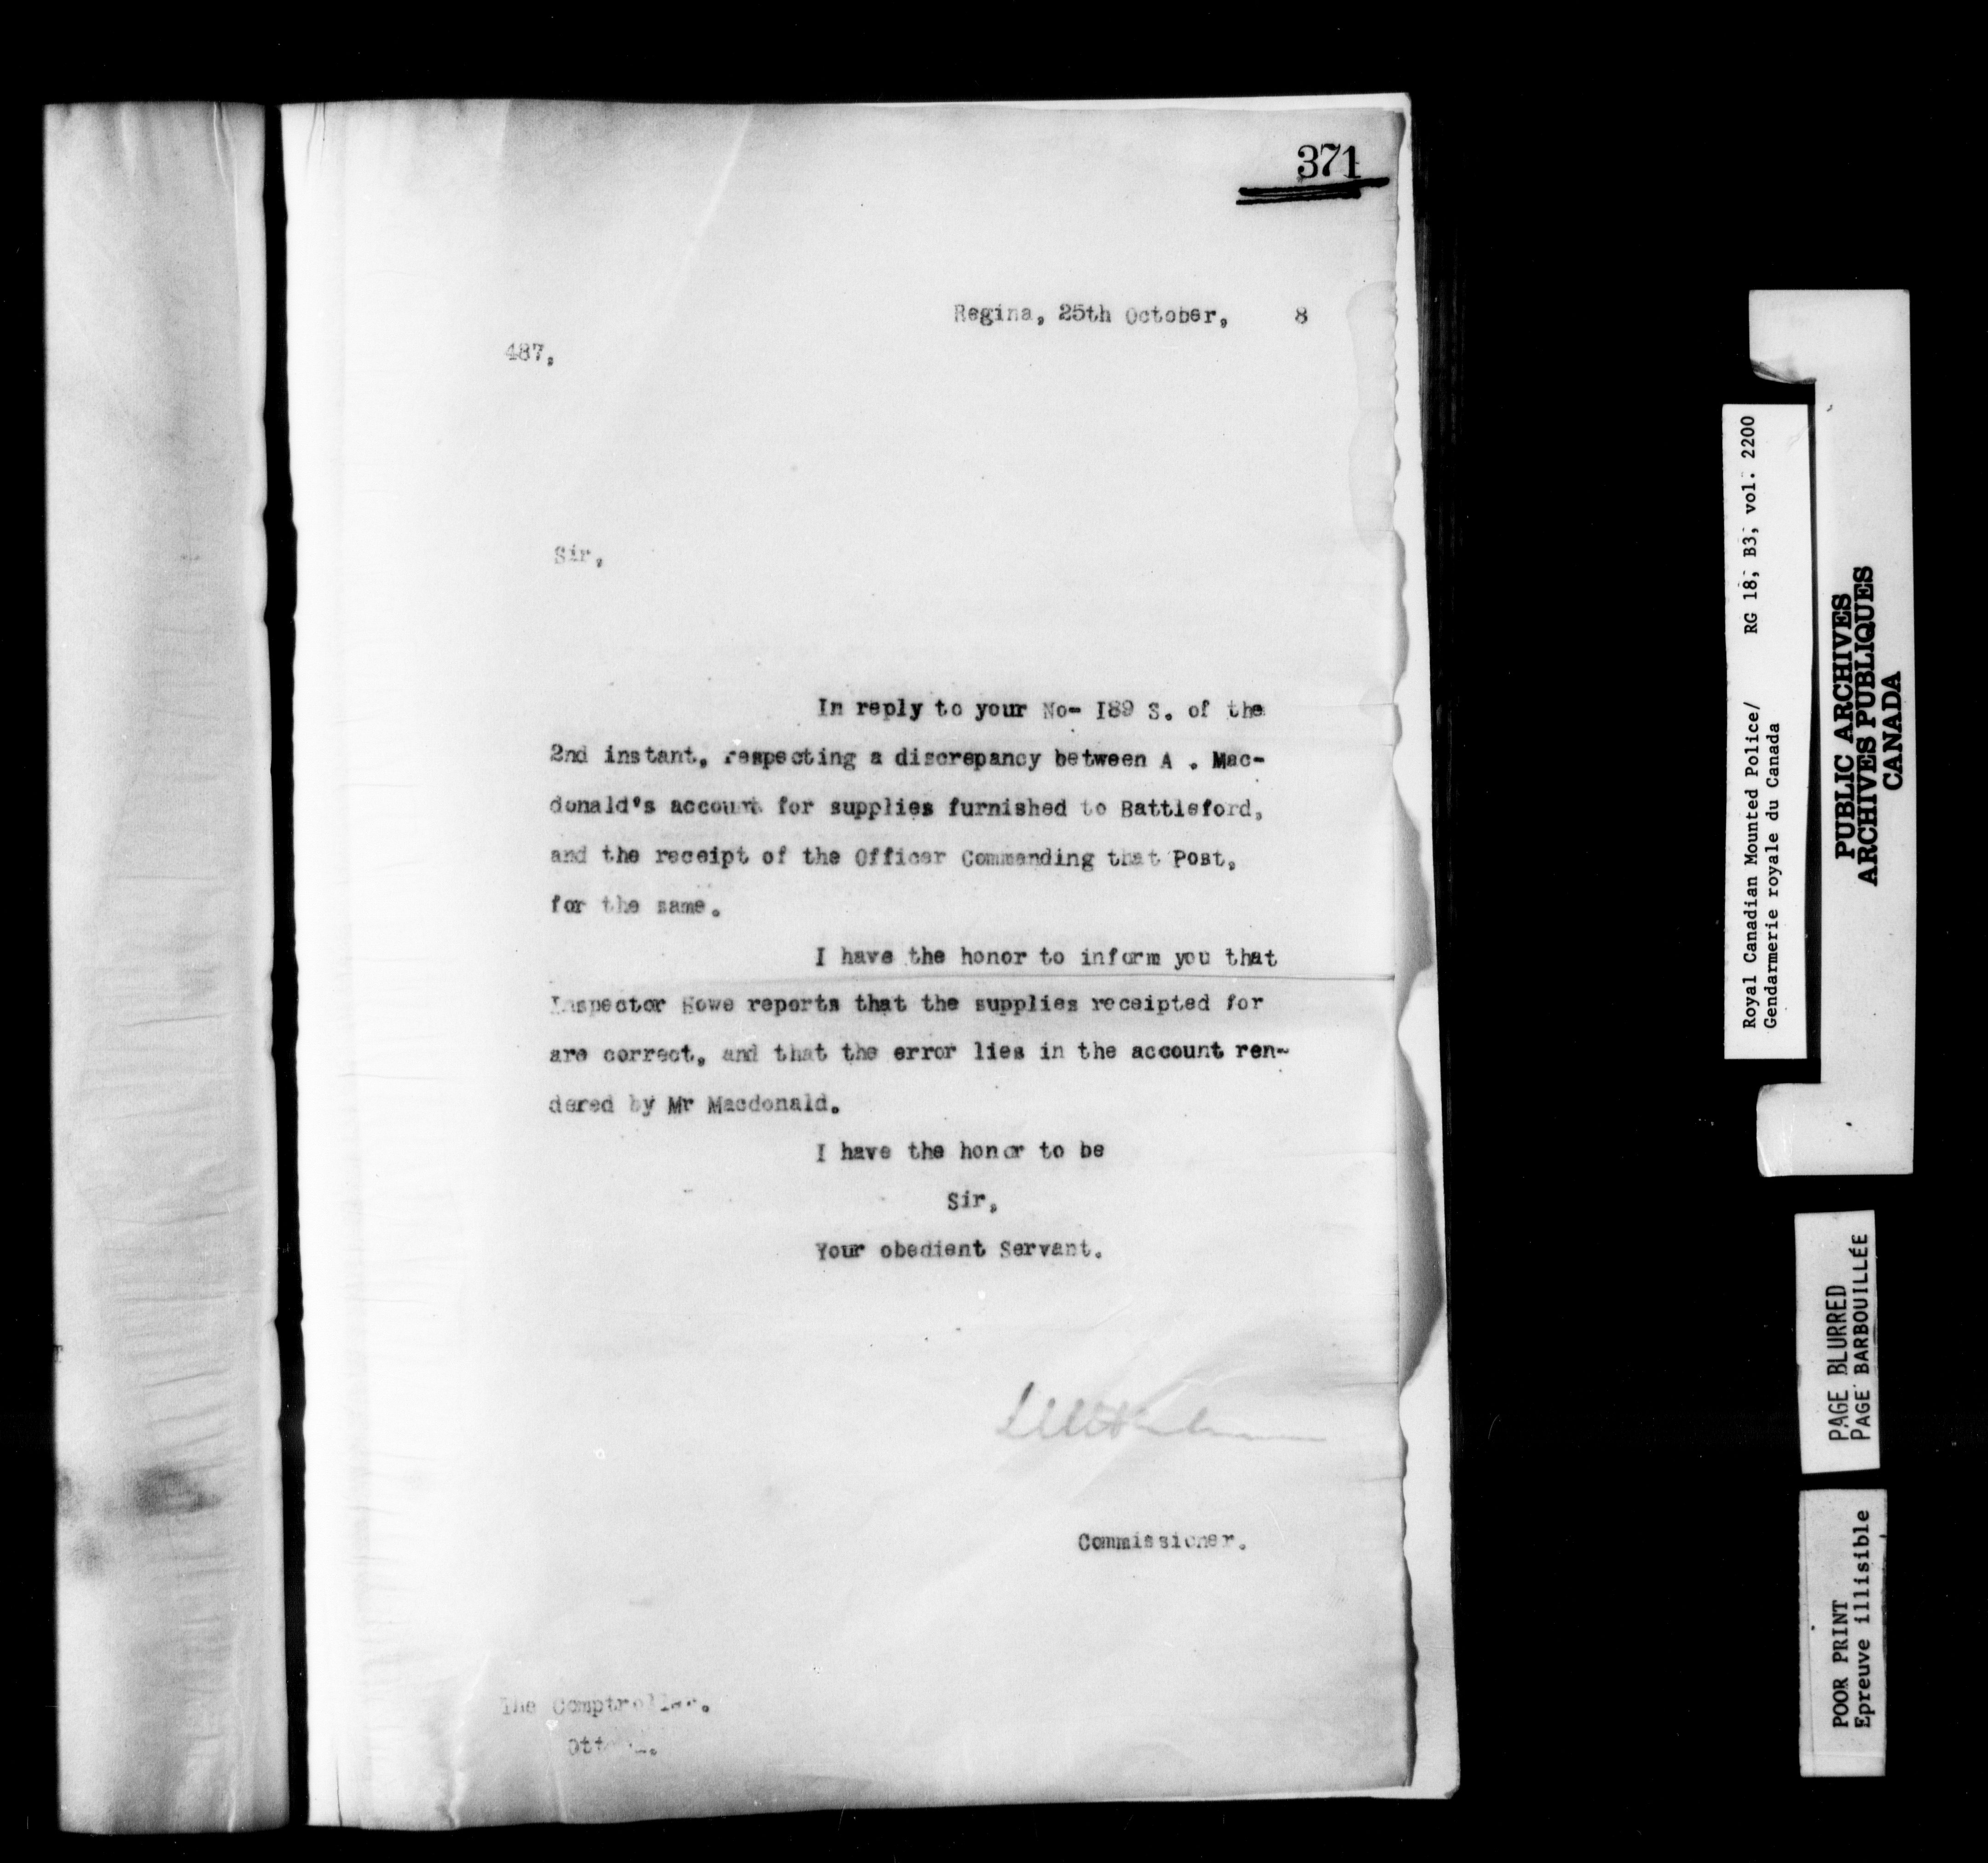 371
Regina, 25th October, 8
487,
Sir,
In reply to your No- I89 S. of the
2nd instant, respecting a discrepancy between A . Mac-
donald's account for supplies furnished to Battleford,
and the receipt of the Officer Commanding that Post,
for the same.
I have the honor to inform you that
Inspector Howe reports that the supplies receipted for
are correct, and that the error lies in the account ren-
dered by Mr Macdonald.
I have the honor to be
Sir,
Your obedient Servant.
Commissioner.
The Comptroller.
Ottawa.
Royal Canadian Mounted Police/ RG 18, B3, vol. 2200
Gendarmerie royale du Canada
PUBLIC ARCHIVES
ARCHIVES PUBLIQUES
CANADA
PAGE BLURRED
PAGE BARBOUILLÉE
POOR PRINT
Epreuve illisible